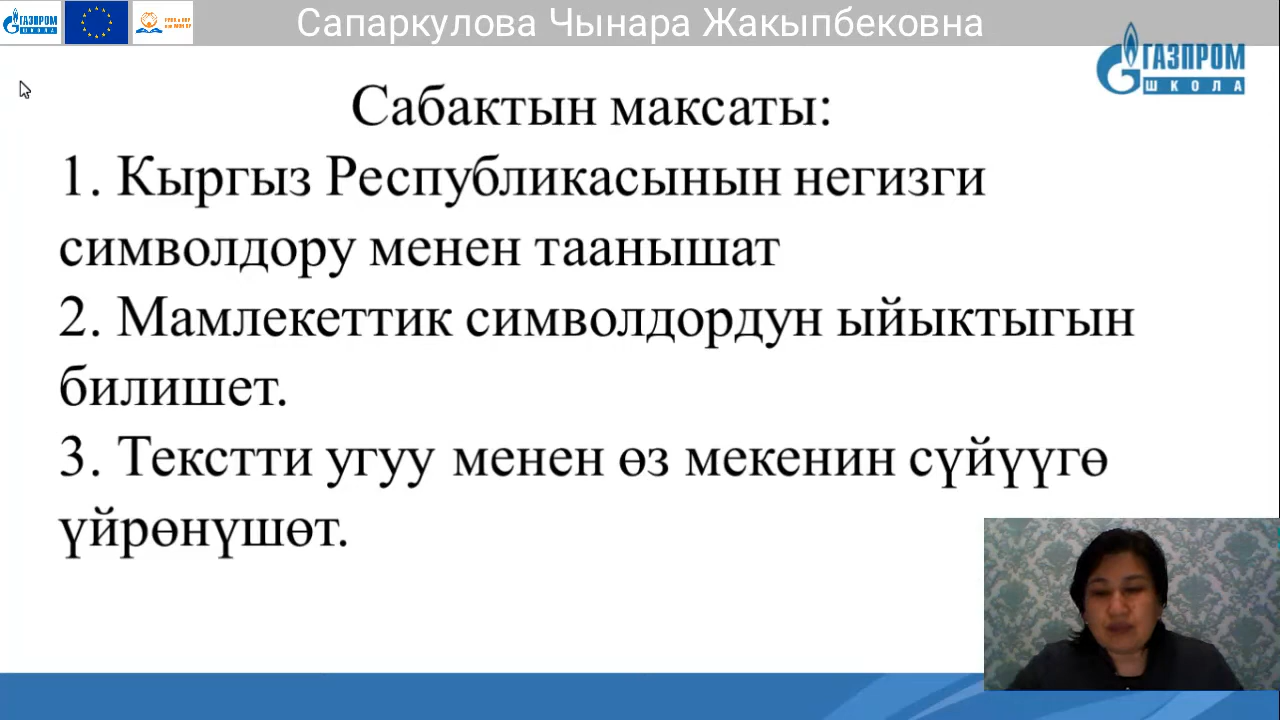 Сапаркулова Чынара Жакыпбековна
ГАЗПРОМ
ШКОЛА
Сабактын максаты:
1. Кыргыз Республикасынын негизги
символдору менен таанышат
2. Мамлекеттик символдордун ыйыктыгын
билишет.
3. Текстти угуу менен өз мекенин сүйүүгө
үйрөнүшөт.